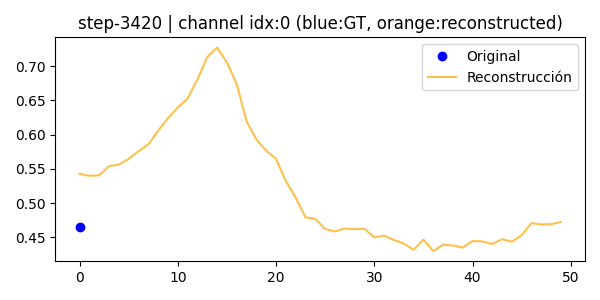 step-3420 | channel idx:0 (blue:GT, orange:reconstructed)
Original
Reconstrucción
0.70
0.65
0.60
0.55
0.50
0.45
0 10 20 30 40 50